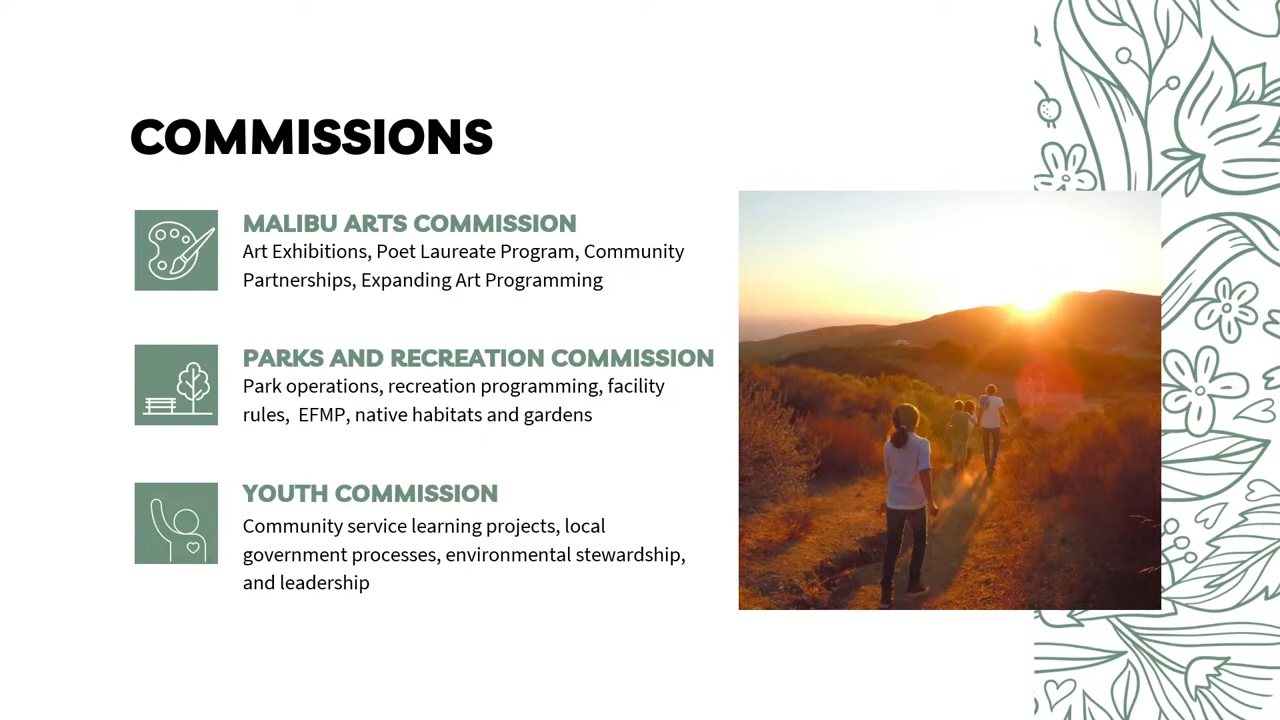 COMMISSIONS
MALIBU ARTS COMMISSION
Art Exhibitions, Poet Laureate Program, Community
Partnerships, Expanding Art Programming
PARKS AND RECREATION COMMISSION
Park operations, recreation programming, facility
rules, EFMP, native habitats and gardens
YOUTH COMMISSION
Community service learning projects, local
government processes, environmental stewardship,
and leadership